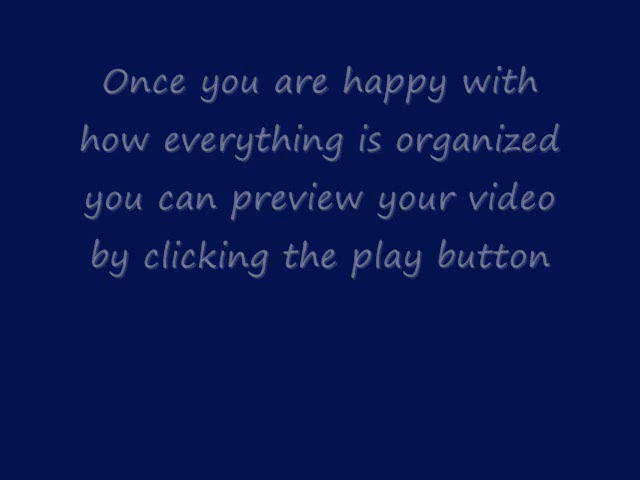 Once you are happy with
how everything is organized
you can preview your video
by clicking the play button